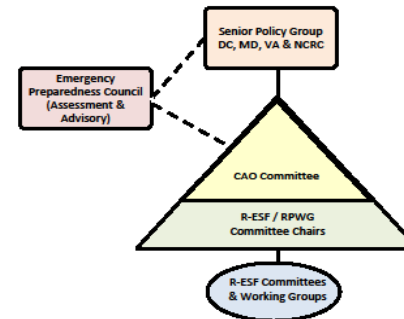 Senior Policy Group
DC, MD, VA & NCRC
Emergency
Preparedness Council
(Assessment &
Advisory)
CAO Committee
R-ESF / RPWG
Committee Chairs
R-ESF Committees
& Working Groups